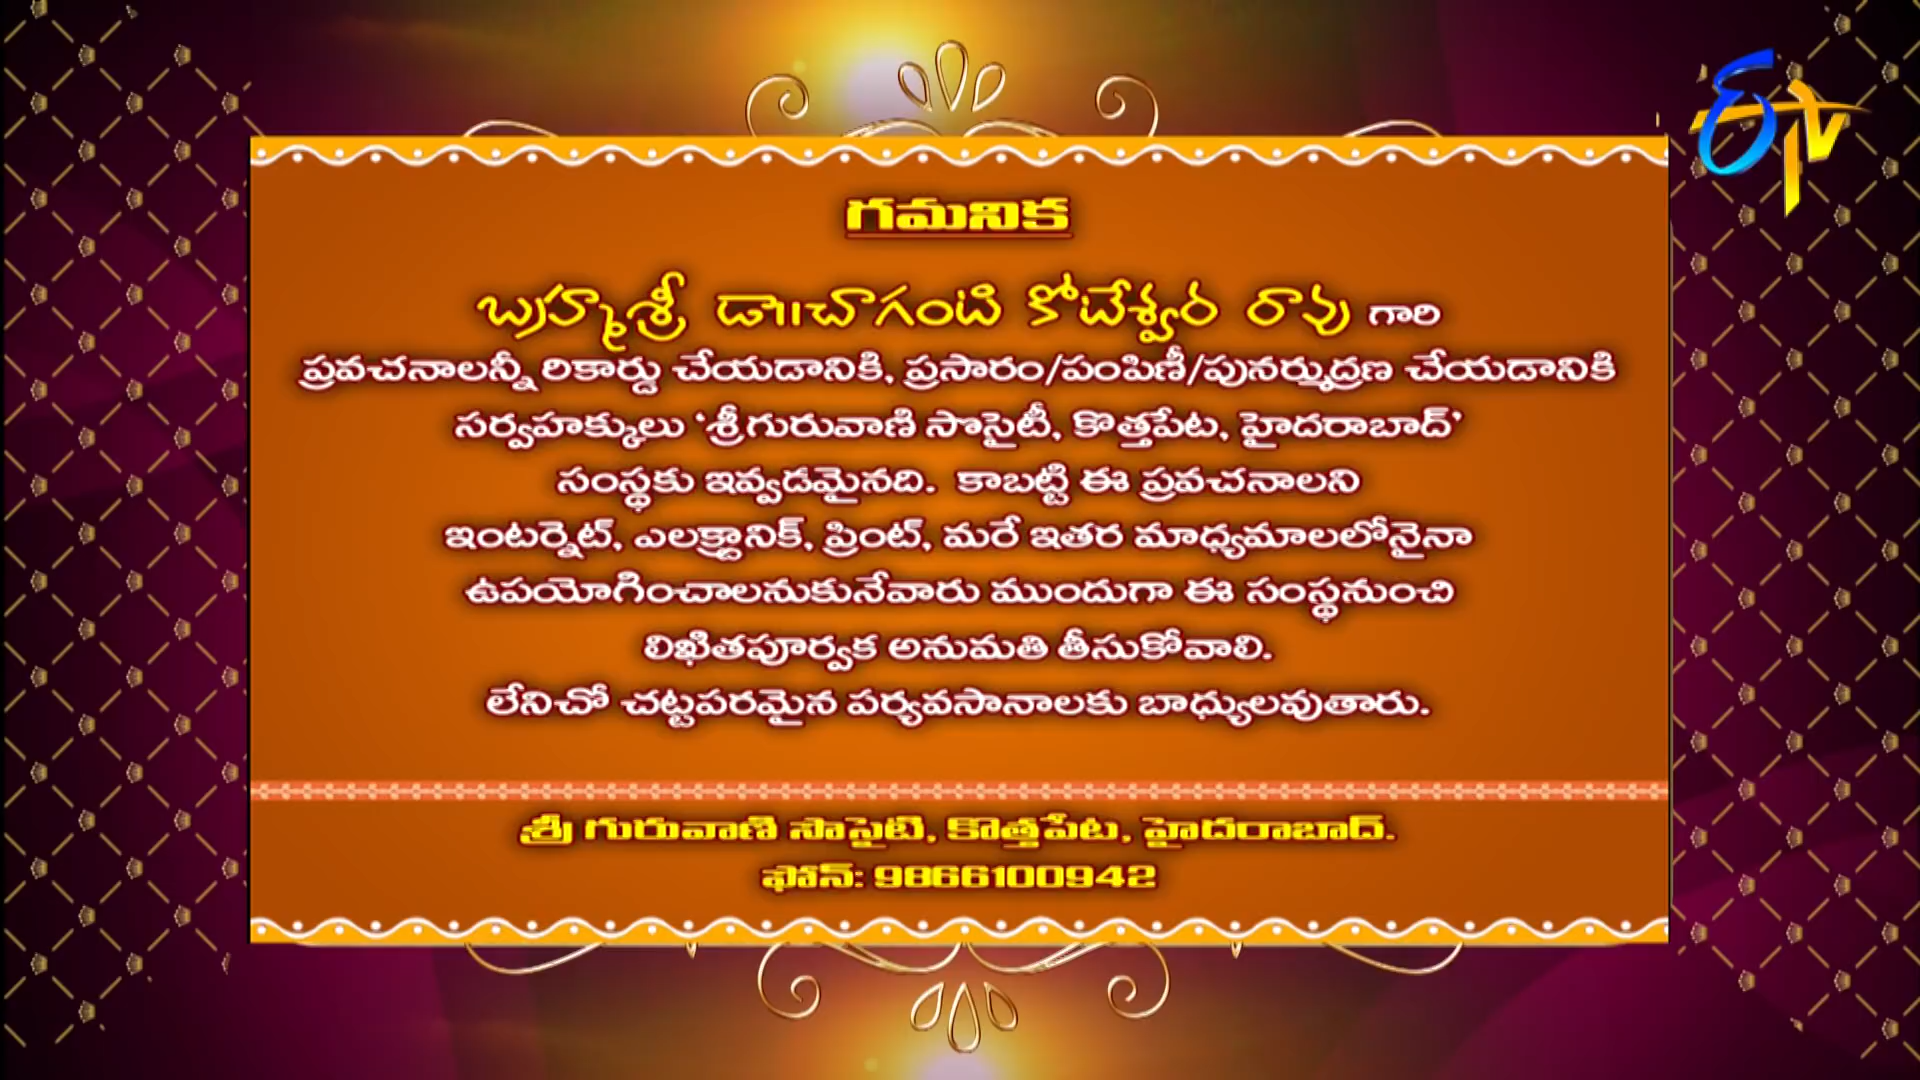 ఈTV
గమనిక
బ్రహ్మశ్రీ డా॥చాగంటి కోటేశ్వర రావు గారి
ప్రవచనాలన్నీ రికార్డు చేయడానికి, ప్రసారం/పంపిణీ/పునర్ముద్రణ చేయడానికి
సర్వహక్కులు 'శ్రీగురువాణి సొసైటీ, కొత్తపేట, హైదరాబాద్'
సంస్థకు ఇవ్వడమైనది. కాబట్టి ఈ ప్రవచనాలని
ఇంటర్నెట్, ఎలక్ట్రానిక్, ప్రింట్, మరే ఇతర మాధ్యమాలలోనైనా
ఉపయోగించాలనుకునేవారు ముందుగా ఈ సంస్థనుంచి
లిఖితపూర్వక అనుమతి తీసుకోవాలి.
లేనిచో చట్టపరమైన పర్యవసానాలకు బాధ్యులవుతారు.
శ్రీ గురువాణి సొసైటి, కొత్తపేట, హైదరాబాద్.
ఫోన్: 9866100942